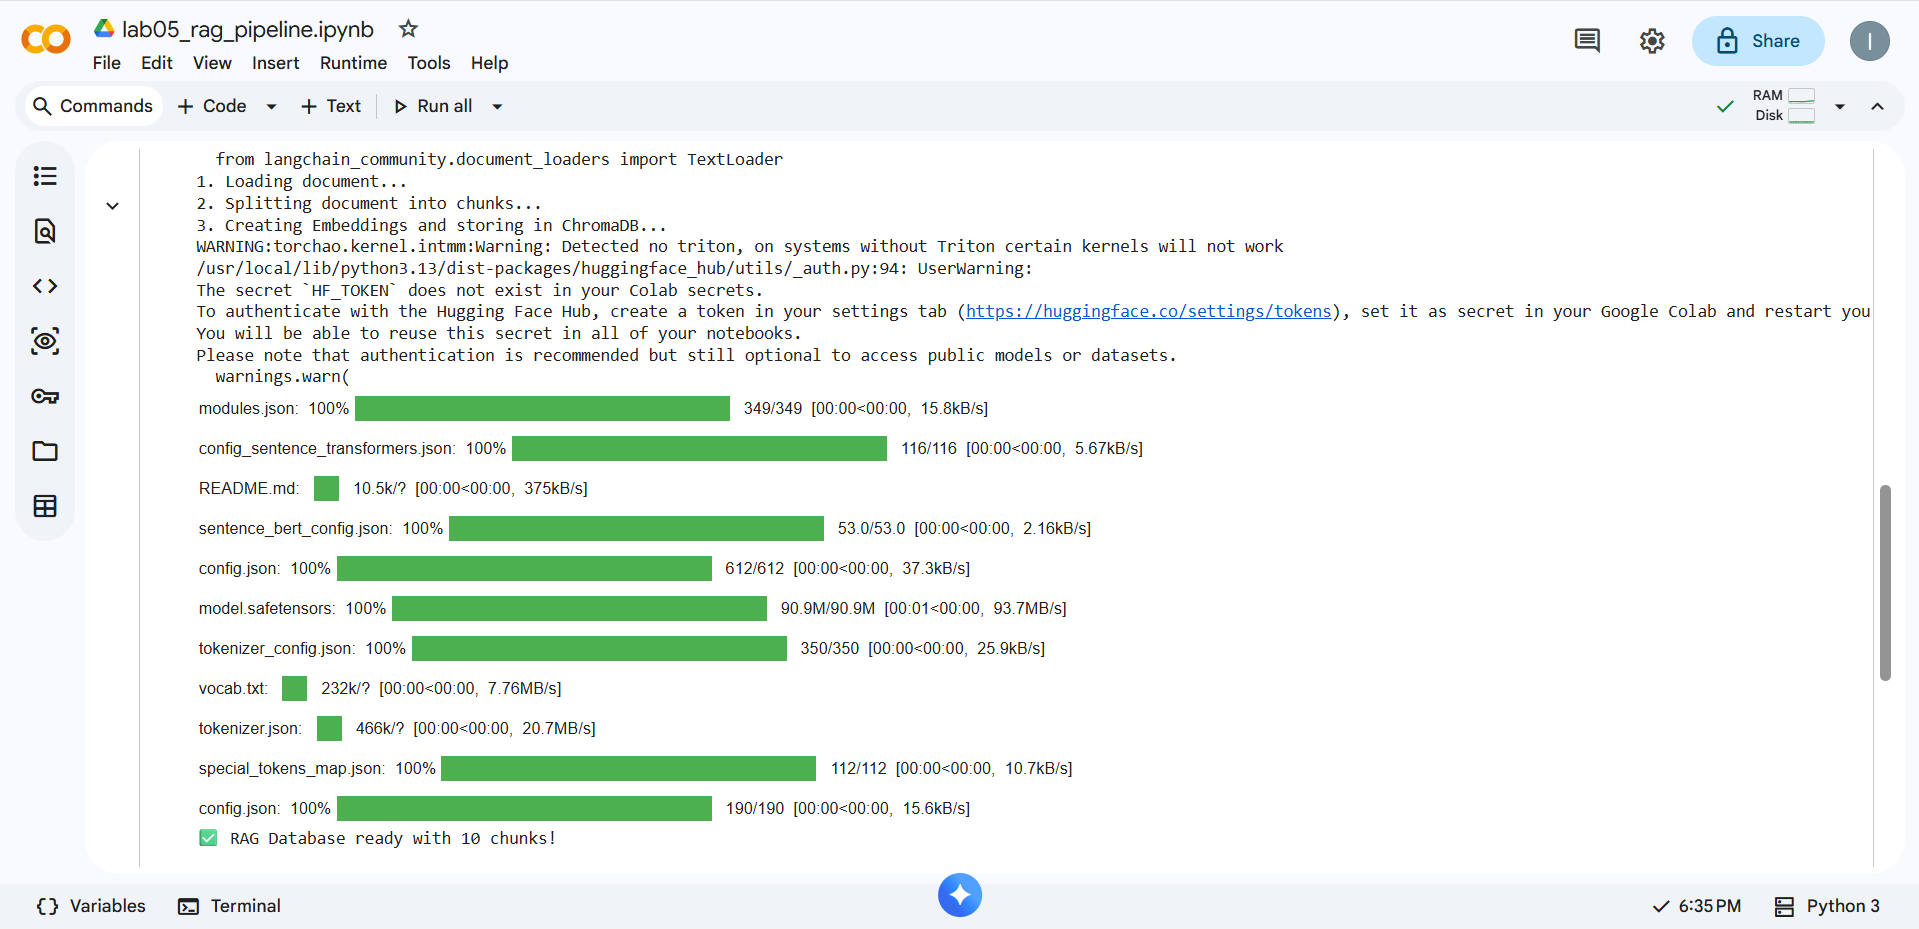 lab05_rag_pipeline.ipynb
File Edit View Insert Runtime Tools Help
Share
I
Commands + Code + Text Run all
RAM
Disk
from langchain_community.document_loaders import TextLoader
1. Loading document...
2. Splitting document into chunks...
3. Creating Embeddings and storing in ChromaDB...
WARNING:torchao.kernel.intmm:Warning: Detected no triton, on systems without Triton certain kernels will not work
/usr/local/lib/python3.13/dist-packages/huggingface_hub/utils/_auth.py:94: UserWarning:
The secret `HF_TOKEN` does not exist in your Colab secrets.
To authenticate with the Hugging Face Hub, create a token in your settings tab (https://huggingface.co/settings/tokens), set it as secret in your Google Colab and restart you
You will be able to reuse this secret in all of your notebooks.
Please note that authentication is recommended but still optional to access public models or datasets.
warnings.warn(
modules.json: 100% 349/349 [00:00<00:00, 15.8kB/s]
config_sentence_transformers.json: 100% 116/116 [00:00<00:00, 5.67kB/s]
README.md: 10.5k/? [00:00<00:00, 375kB/s]
sentence_bert_config.json: 100% 53.0/53.0 [00:00<00:00, 2.16kB/s]
config.json: 100% 612/612 [00:00<00:00, 37.3kB/s]
model.safetensors: 100% 90.9M/90.9M [00:01<00:00, 93.7MB/s]
tokenizer_config.json: 100% 350/350 [00:00<00:00, 25.9kB/s]
vocab.txt: 232k/? [00:00<00:00, 7.76MB/s]
tokenizer.json: 466k/? [00:00<00:00, 20.7MB/s]
special_tokens_map.json: 100% 112/112 [00:00<00:00, 10.7kB/s]
config.json: 100% 190/190 [00:00<00:00, 15.6kB/s]
✅ RAG Database ready with 10 chunks!
Variables Terminal
6:35 PM Python 3